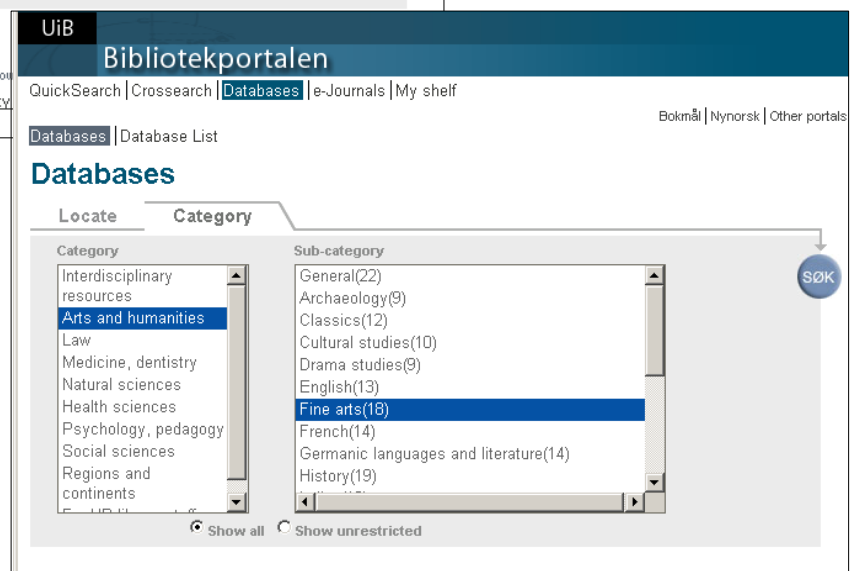 UiB
Bibliotekportalen
QuickSearch | Crossearch | Databases | e-Journals | My shelf
Bokmål | Nynorsk | Other portals
Databases | Database List
Databases
Locate Category
Category
Interdisciplinary
resources
Arts and humanities
Law
Medicine, dentistry
Natural sciences
Health sciences
Psychology, pedagogy
Social sciences
Regions and
continents
Sub-category
General(22)
Archaeology(9)
Classics(12)
Cultural studies(10)
Drama studies(9)
English(13)
Fine arts(18)
French(14)
Germanic languages and literature(14)
History(19)
SØK
Show all Show unrestricted